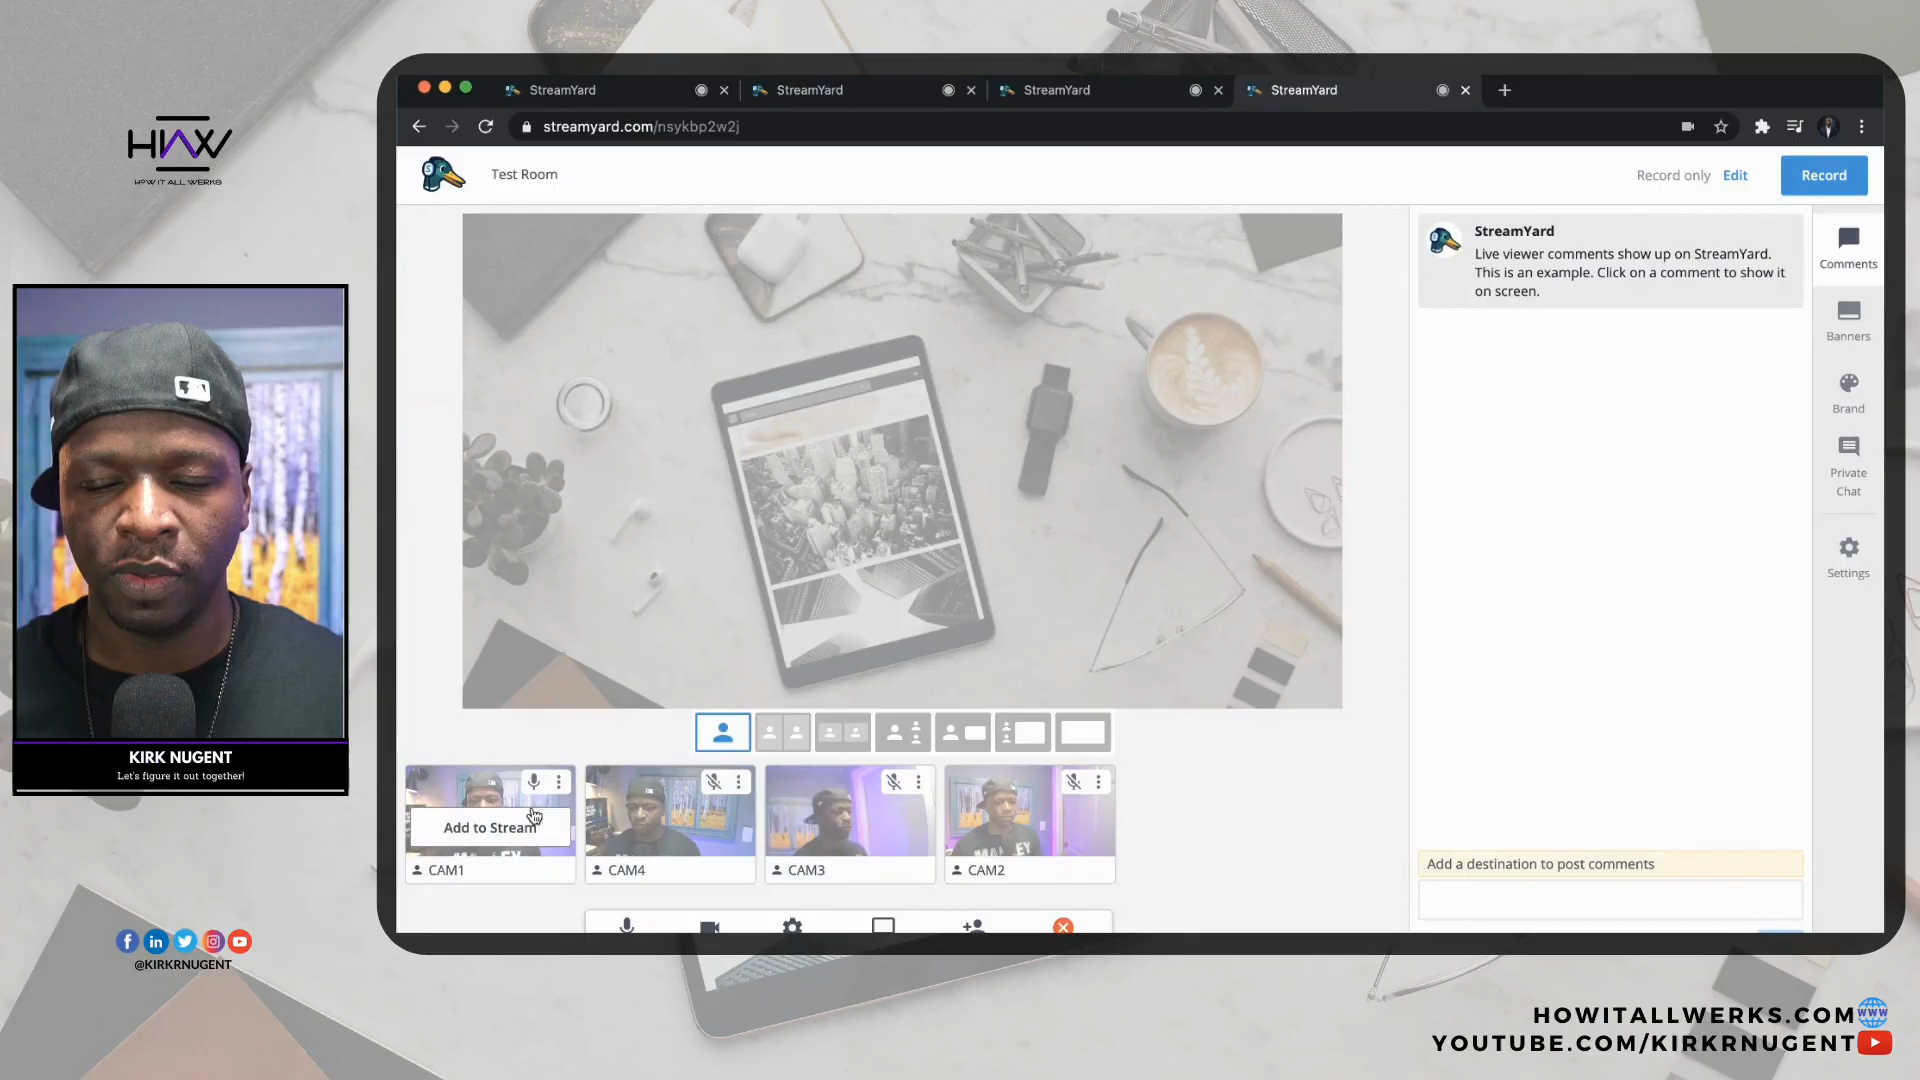 HIAW
HOW IT ALL WERKS
KIRK NUGENT
Let's figure it out together!
@KIRKRNUGENT
StreamYard
StreamYard
StreamYard
StreamYard
streamyard.com/nsykbp2w2j
Test Room
Record only
Edit
Record
StreamYard
Live viewer comments show up on StreamYard.
This is an example. Click on a comment to show it
on screen.
Comments
Banners
Brand
Private
Chat
Settings
Add to Stream
CAM1
CAM4
CAM3
CAM2
Add a destination to post comments
HOWITALLWERKS.COM
YOUTUBE.COM/KIRKRNUGENT